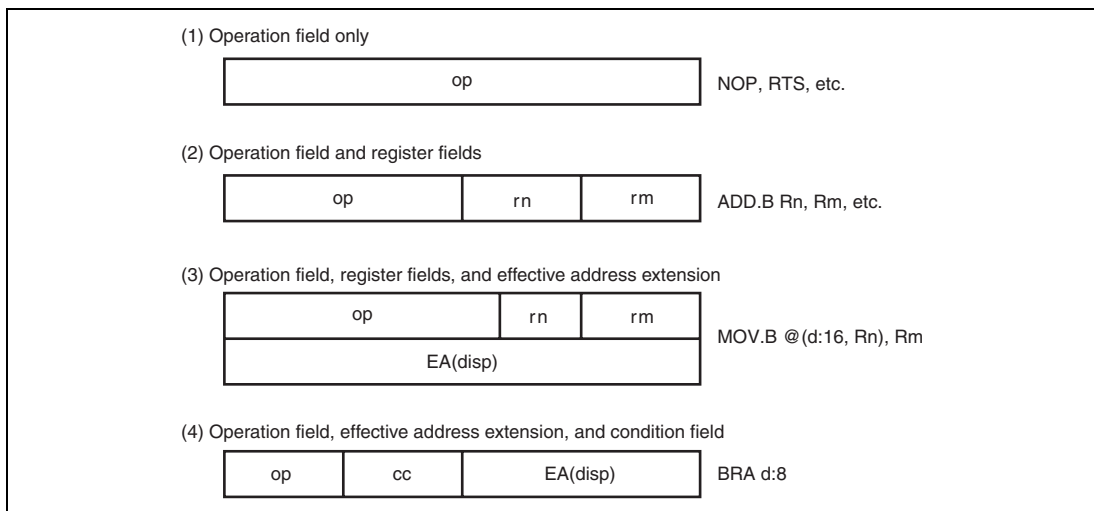 (1) Operation field only
op
NOP, RTS, etc.
(2) Operation field and register fields
op rn rm
ADD.B Rn, Rm, etc.
(3) Operation field, register fields, and effective address extension
op rn rm
EA(disp)
MOV.B @(d:16, Rn), Rm
(4) Operation field, effective address extension, and condition field
op cc EA(disp)
BRA d:8